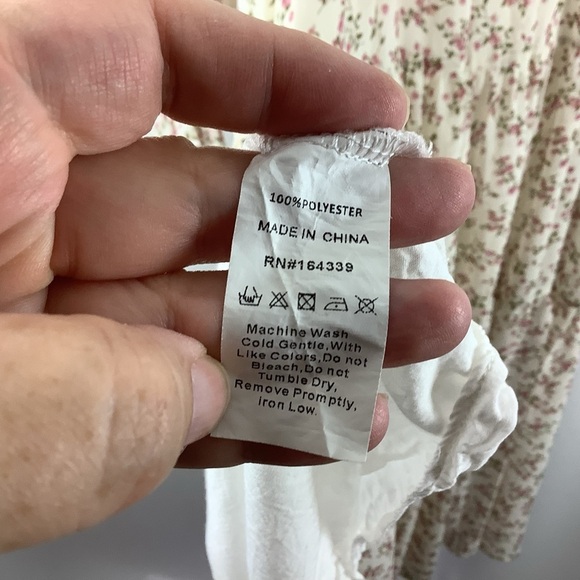 100%POLYESTER
MADE IN CHINA
RN#164339
Machine Wash
Cold Gentle,With
Like Colors,Do not
Bleach,Do not
Tumble Dry,
Remove Promptly,
Iron Low.